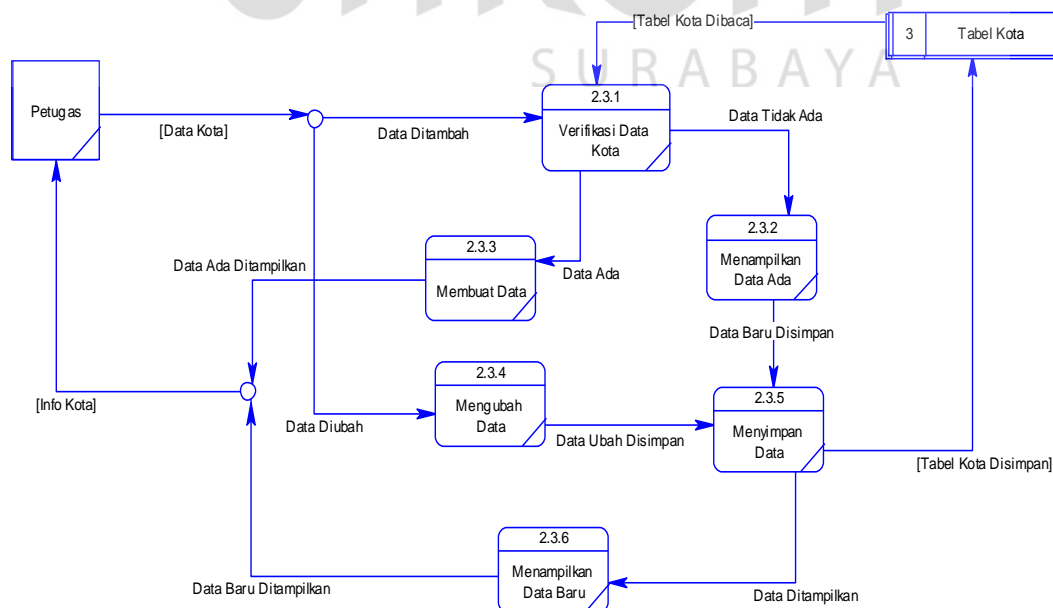 SURABAYA
[Tabel Kota Dibaca]
3
Tabel Kota
Petugas
[Data Kota]
Data Ditambah
2.3.1
Verifikasi Data
Kota
Data Tidak Ada
2.3.3
Membuat Data
Data Ada Ditampilkan
Data Ada
2.3.2
Menampilkan
Data Ada
Data Baru Disimpan
[Info Kota]
Data Diubah
2.3.4
Mengubah
Data
Data Ubah Disimpan
2.3.5
Menyimpan
Data
[Tabel Kota Disimpan]
2.3.6
Menampilkan
Data Baru
Data Baru Ditampilkan
Data Ditampilkan